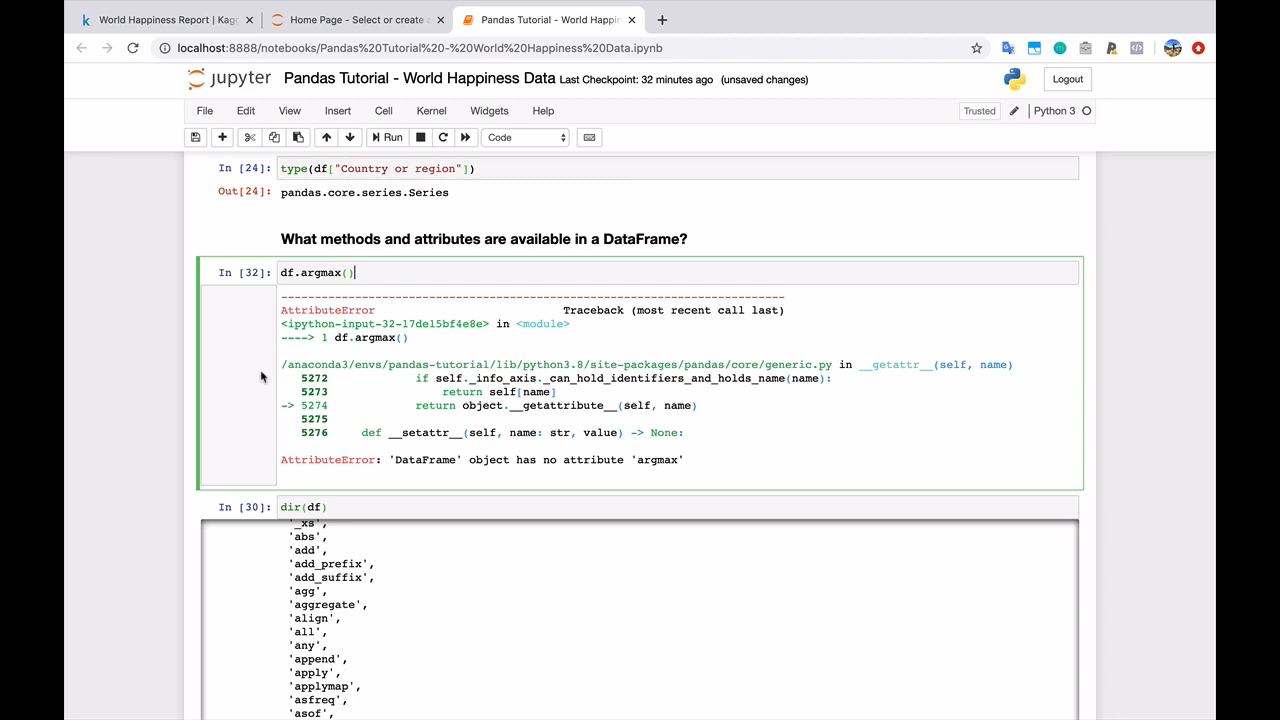 World Happiness Report | Kagg
Home Page - Select or create a
Pandas Tutorial - World Happin
localhost:8888/notebooks/Pandas%20Tutorial%20-%20World%20Happiness%20Data.ipynb
jupyter Pandas Tutorial - World Happiness Data Last Checkpoint: 32 minutes ago (unsaved changes) Logout
File Edit View Insert Cell Kernel Widgets Help Trusted Python 3
Run Code
In [24]: type(df["Country or region"])
Out[24]: pandas.core.series.Series
What methods and attributes are available in a DataFrame?
In [32]: df.argmax()
---------------------------------------------------------------------------
AttributeError Traceback (most recent call last)
<ipython-input-32-17de15bf4e8e> in <module>
----> 1 df.argmax()
/anaconda3/envs/pandas-tutorial/lib/python3.8/site-packages/pandas/core/generic.py in __getattr__(self, name)
5272 if self._info_axis._can_hold_identifiers_and_holds_name(name):
5273 return self[name]
-> 5274 return object.__getattribute__(self, name)
5275
5276 def __setattr__(self, name: str, value) -> None:
AttributeError: 'DataFrame' object has no attribute 'argmax'
In [30]: dir(df)
'_xs',
'abs',
'add',
'add_prefix',
'add_suffix',
'agg',
'aggregate',
'align',
'all',
'any',
'append',
'apply',
'applymap',
'asfreq',
'asof',